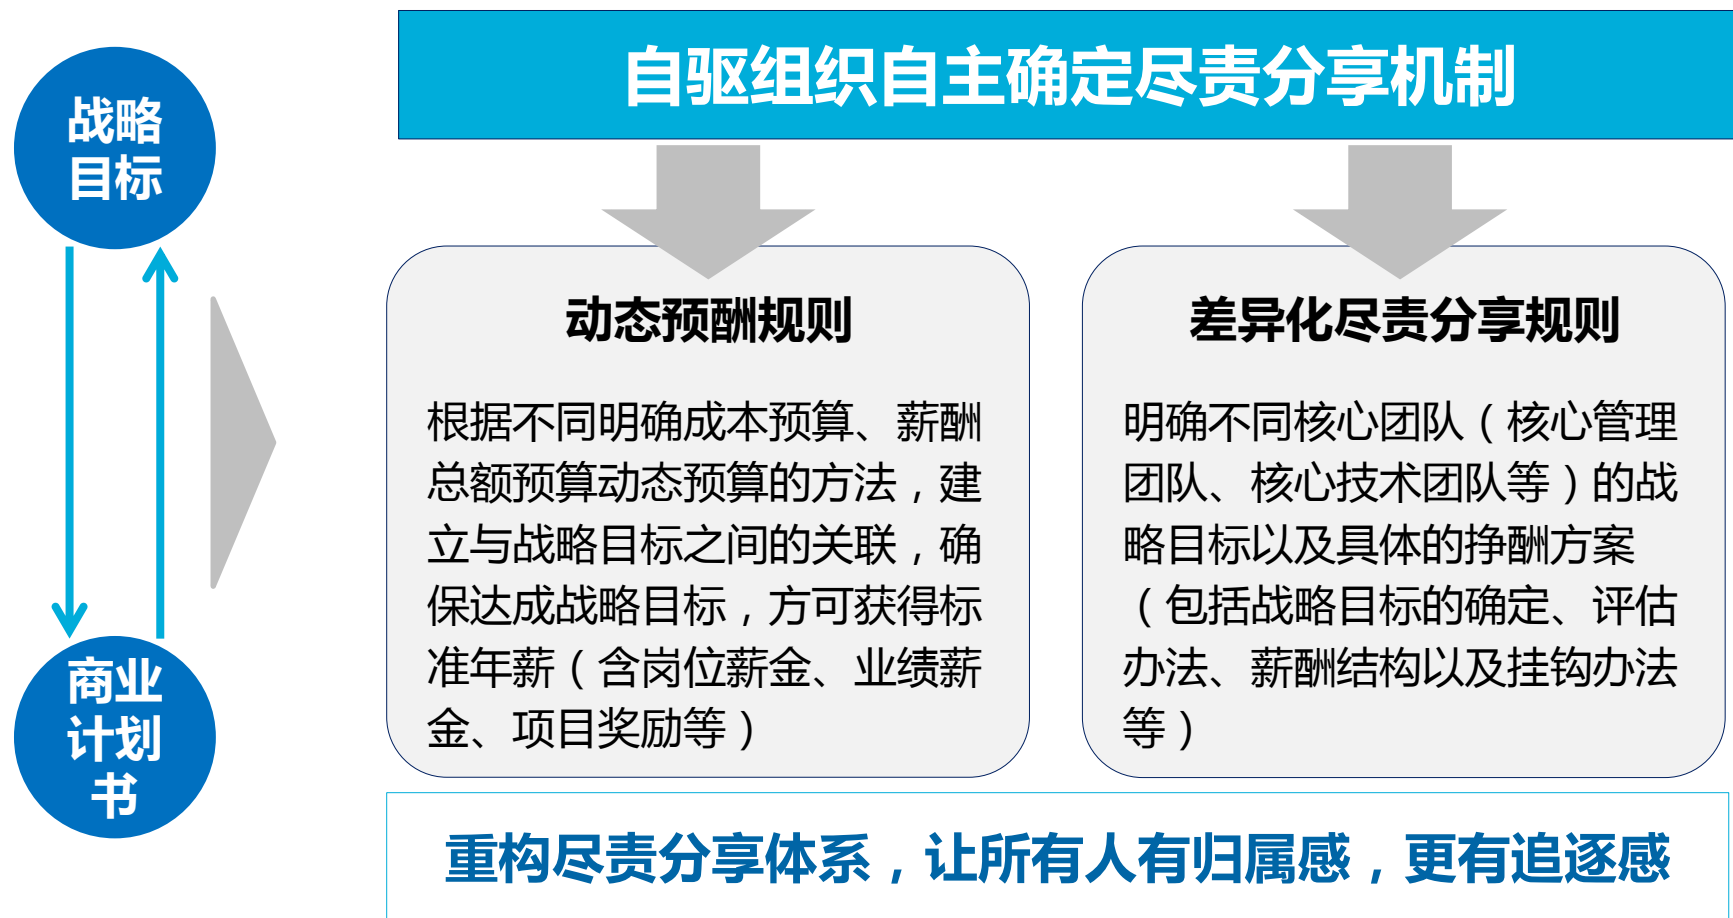 自驱组织自主确定尽责分享机制
战略
目标
商业
计划
书
动态预酬规则
根据不同明确成本预算、薪酬
总额预算动态预算的方法，建
立与战略目标之间的关联，确
保达成战略目标，方可获得标
准年薪（含岗位薪金、业绩薪
金、项目奖励等）
差异化尽责分享规则
明确不同核心团队（核心管理
团队、核心技术团队等）的战
略目标以及具体的挣酬方案
（包括战略目标的确定、评估
办法、薪酬结构以及挂钩办法
等）
重构尽责分享体系，让所有人有归属感，更有追逐感